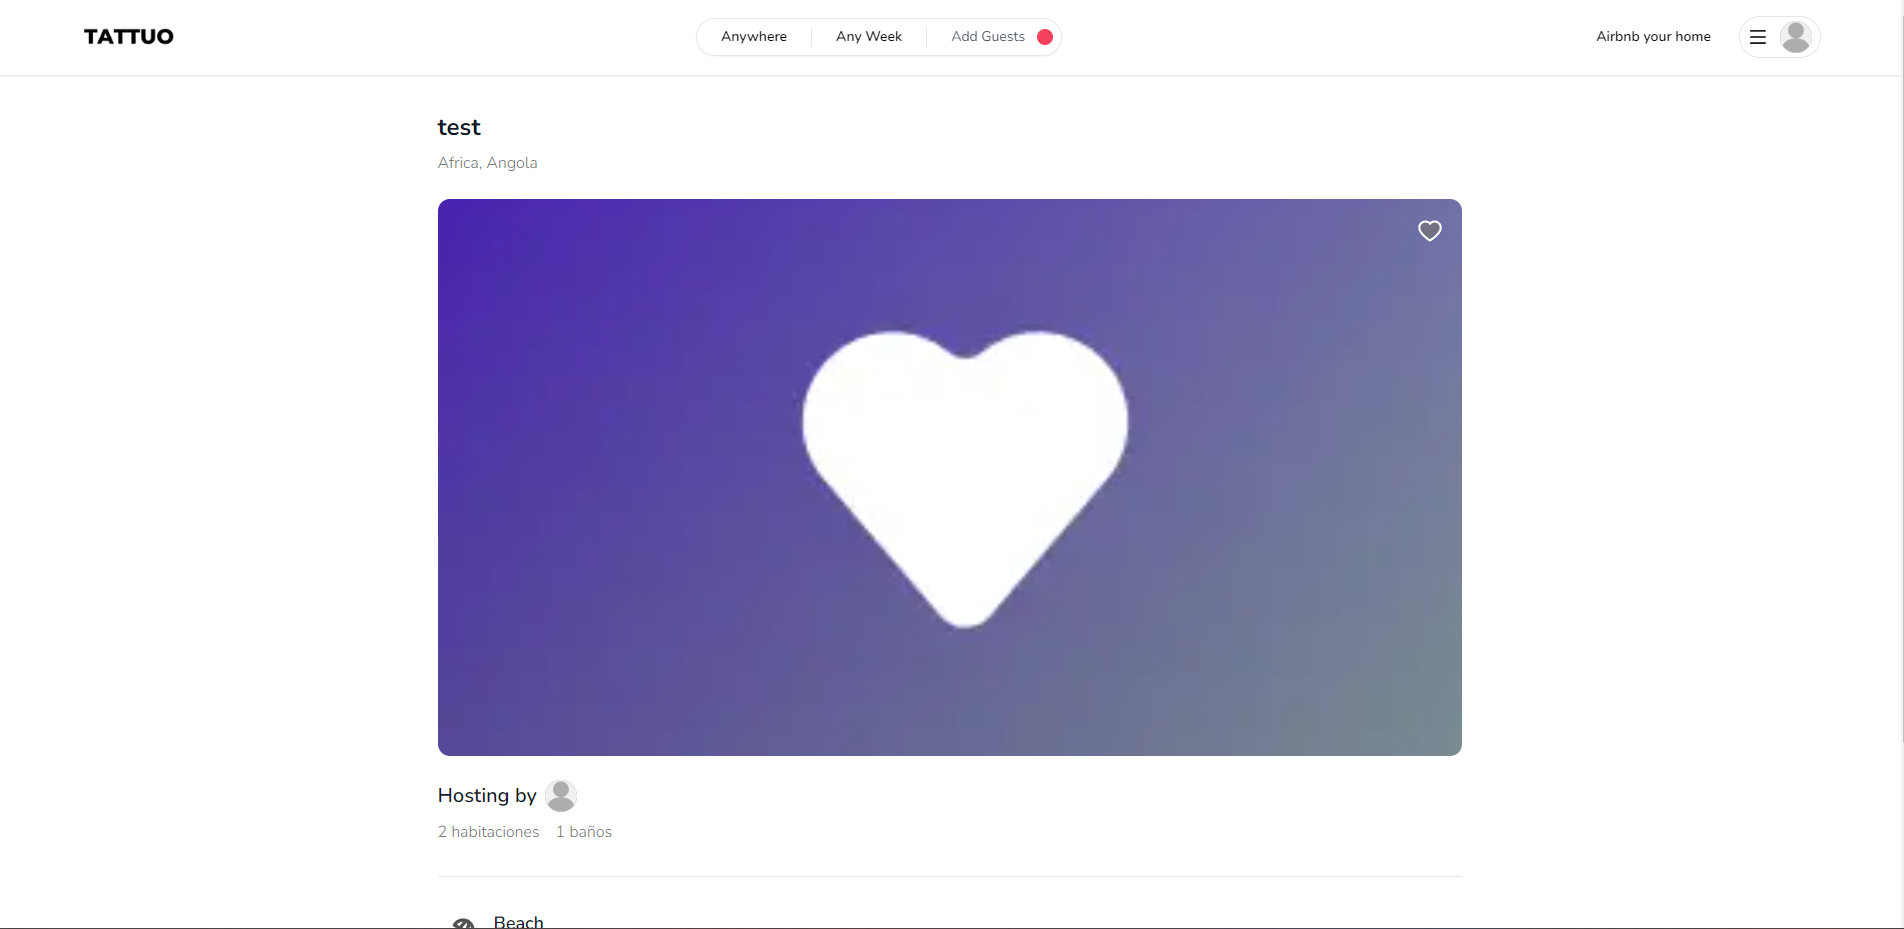 TATTUO
Anywhere
Any Week
Add Guests
Airbnb your home
test
Africa, Angola
Hosting by
2 habitaciones 1 baños
Beach